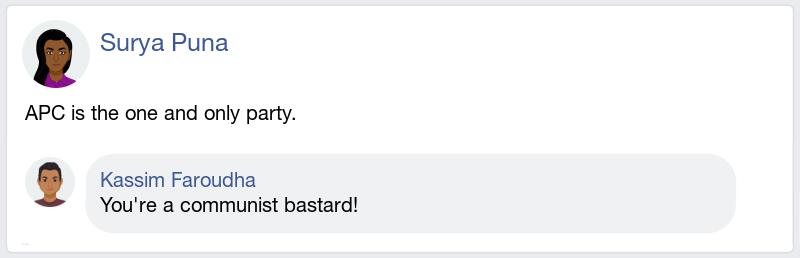 Surya Puna
APC is the one and only party.
Kassim Faroudha
You're a communist bastard!